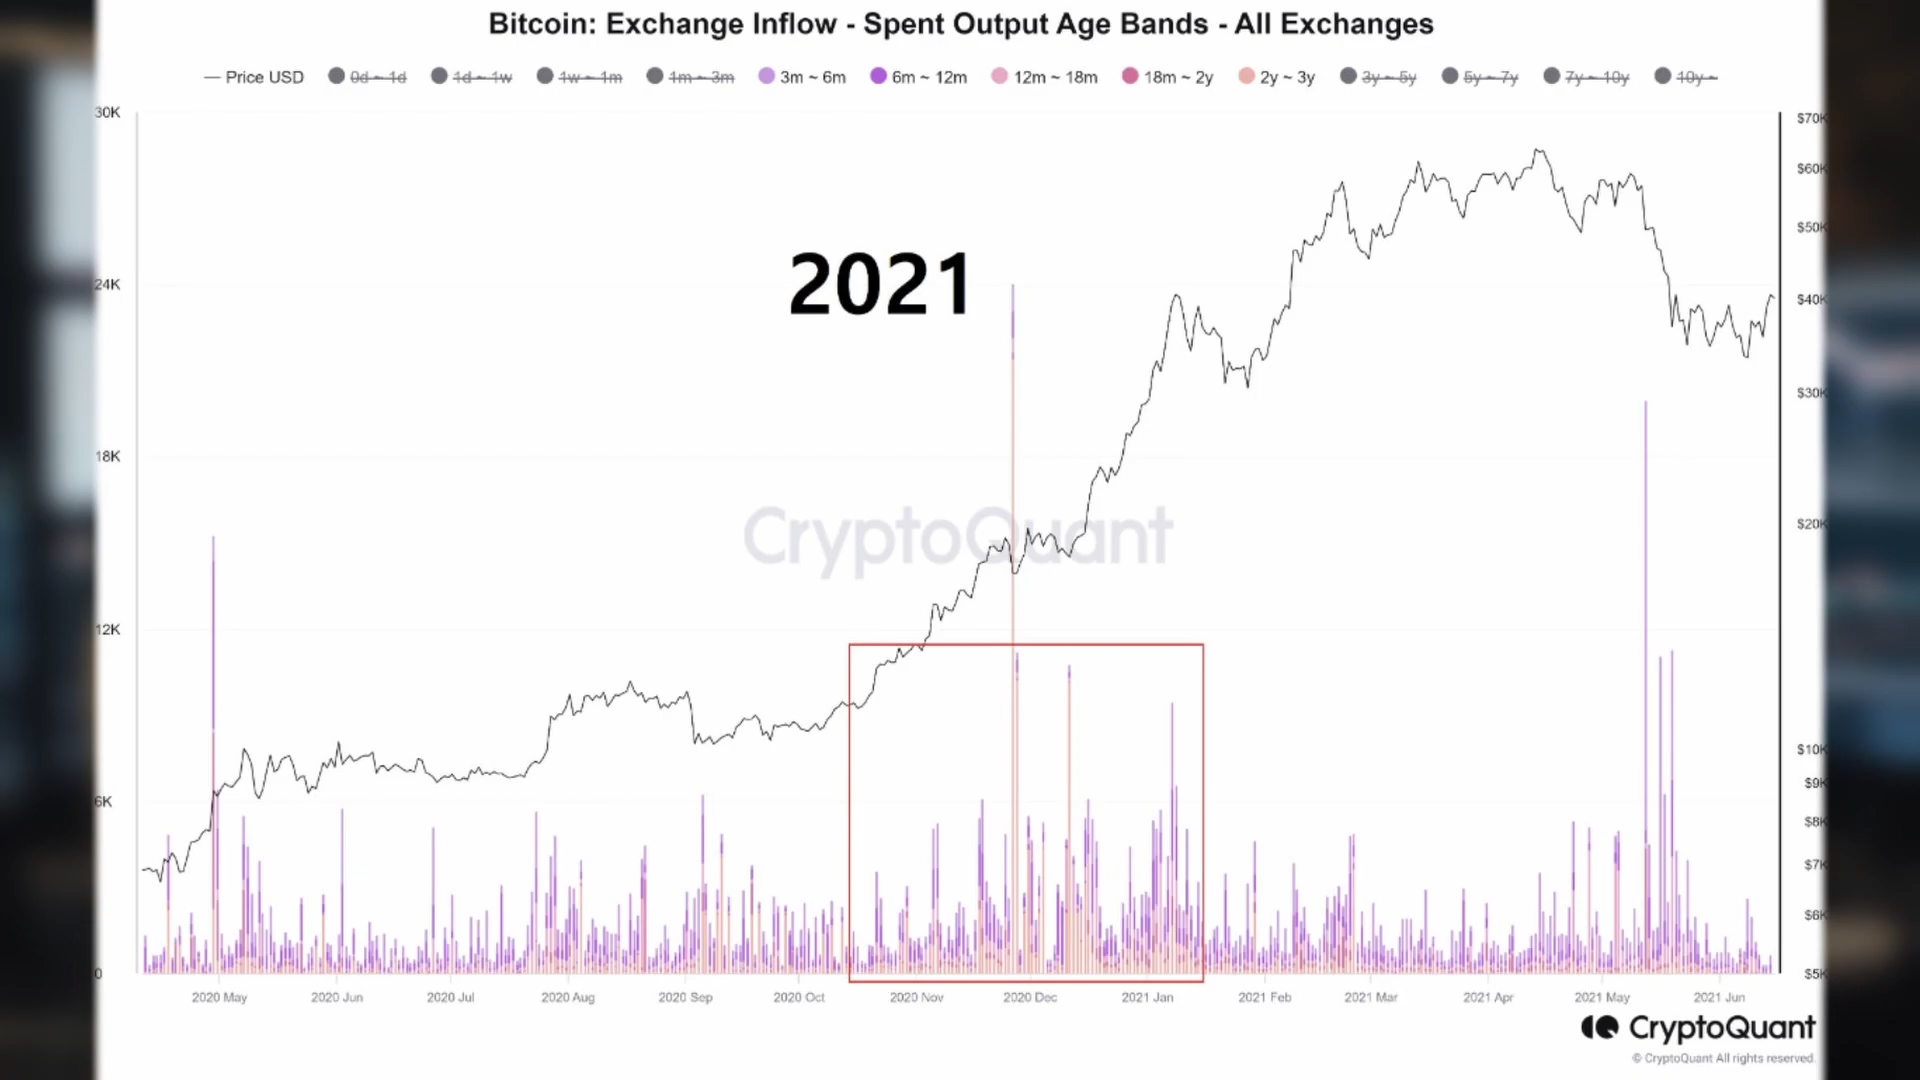 Bitcoin: Exchange Inflow - Spent Output Age Bands - All Exchanges
Price USD 0d ~ 1d 1d ~ 1w 1w ~ 1m 1m ~ 3m 3m ~ 6m 6m ~ 12m 12m ~ 18m 18m ~ 2y 2y ~ 3y 3y ~ 5y 5y ~ 7y 7y ~ 10y 10y ~
30K
24K
18K
12K
6K
0
2021
CryptoQuant
$70K
$60K
$50K
$40K
$30K
$20K
$10K
$9K
$8K
$7K
$6K
$5K
2020 May 2020 Jun 2020 Jul 2020 Aug 2020 Sep 2020 Oct 2020 Nov 2020 Dec 2021 Jan 2021 Feb 2021 Mar 2021 Apr 2021 May 2021 Jun
CryptoQuant
© CryptoQuant All rights reserved.